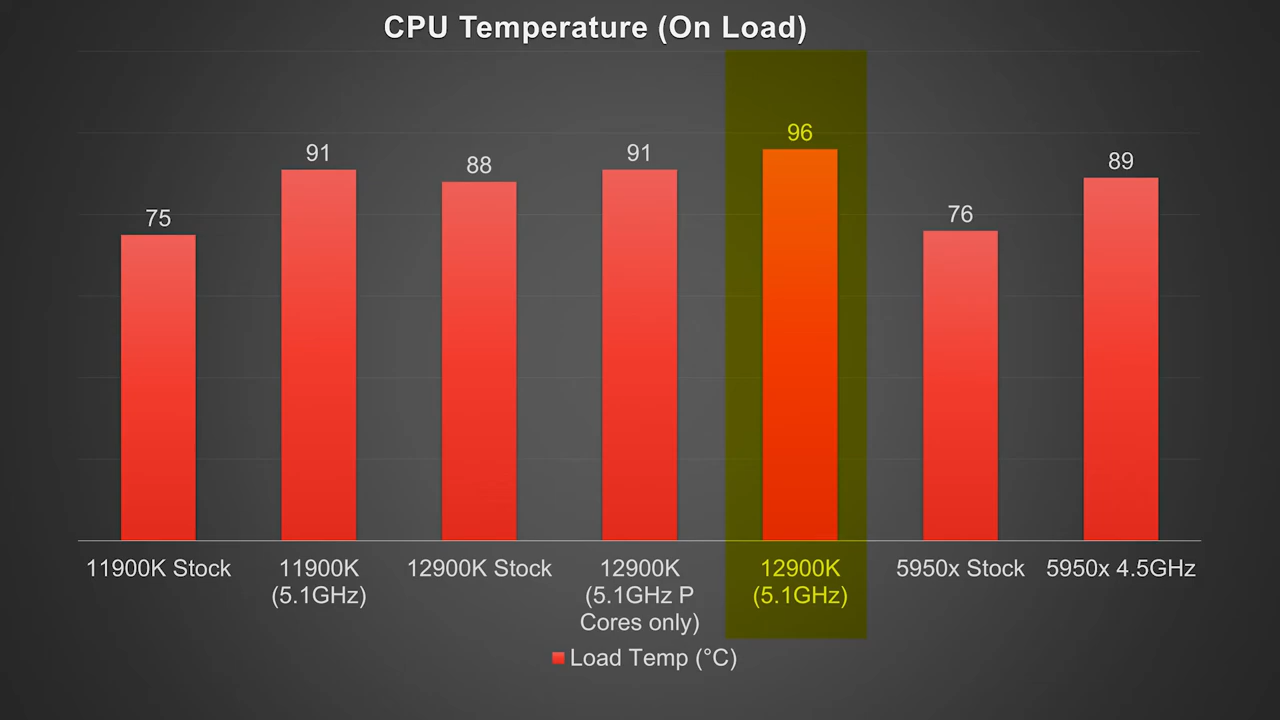 CPU Temperature (On Load)
75
91
88
91
96
76
89
11900K Stock
11900K
(5.1GHz)
12900K Stock
12900K
(5.1GHz P
Cores only)
12900K
(5.1GHz)
5950x Stock
5950x 4.5GHz
Load Temp (°C)